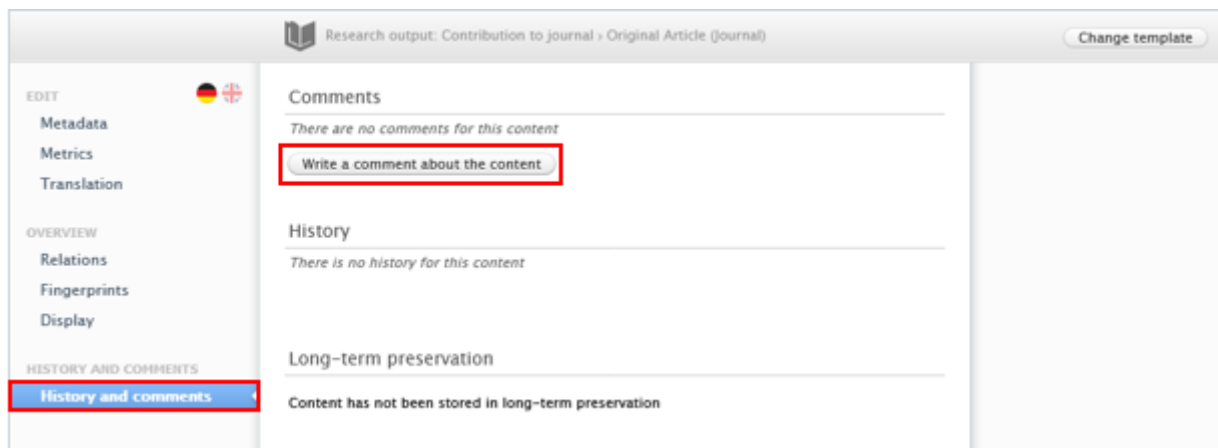 Research output: Contribution to journal › Original Article (Journal)
Change template
EDIT
Metadata
Metrics
Translation
OVERVIEW
Relations
Fingerprints
Display
HISTORY AND COMMENTS
History and comments
Comments
There are no comments for this content
Write a comment about the content
History
There is no history for this content
Long-term preservation
Content has not been stored in long-term preservation